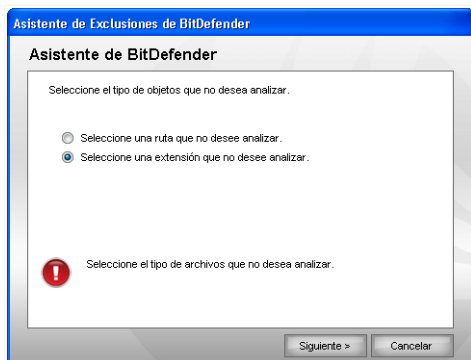 Asistente de Exclusiones de BitDefender
Asistente de BitDefender
Seleccione el tipo de objetos que no desea analizar.
Seleccione una ruta que no desee analizar.
Seleccione una extensión que no desee analizar.
Seleccione el tipo de archivos que no desea analizar.
Siguiente > Cancelar